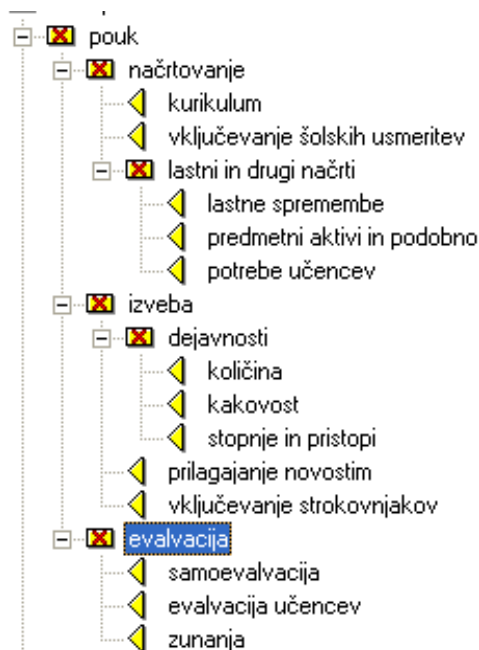 pouk
načrtovanje
kurikulum
vključevanje šolskih usmeritev
lastni in drugi načrti
lastne spremembe
predmetni aktivi in podobno
potrebe učencev
izveba
dejavnosti
količina
kakovost
stopnje in pristopi
prilagajanje novostim
vključevanje strokovnjakov
evalvacija
samoevalvacija
evalvacija učencev
zunanja